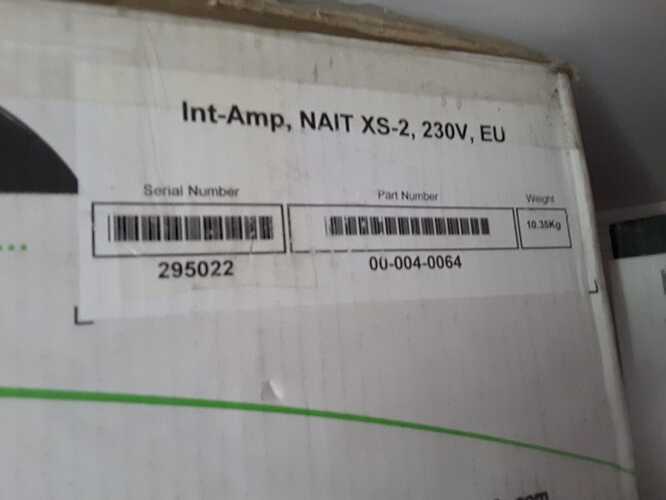 Int-Amp, NAIT XS-2, 230V, EU
Serial Number
Part Number
Weight
10.35Kg
295022
00-004-0064